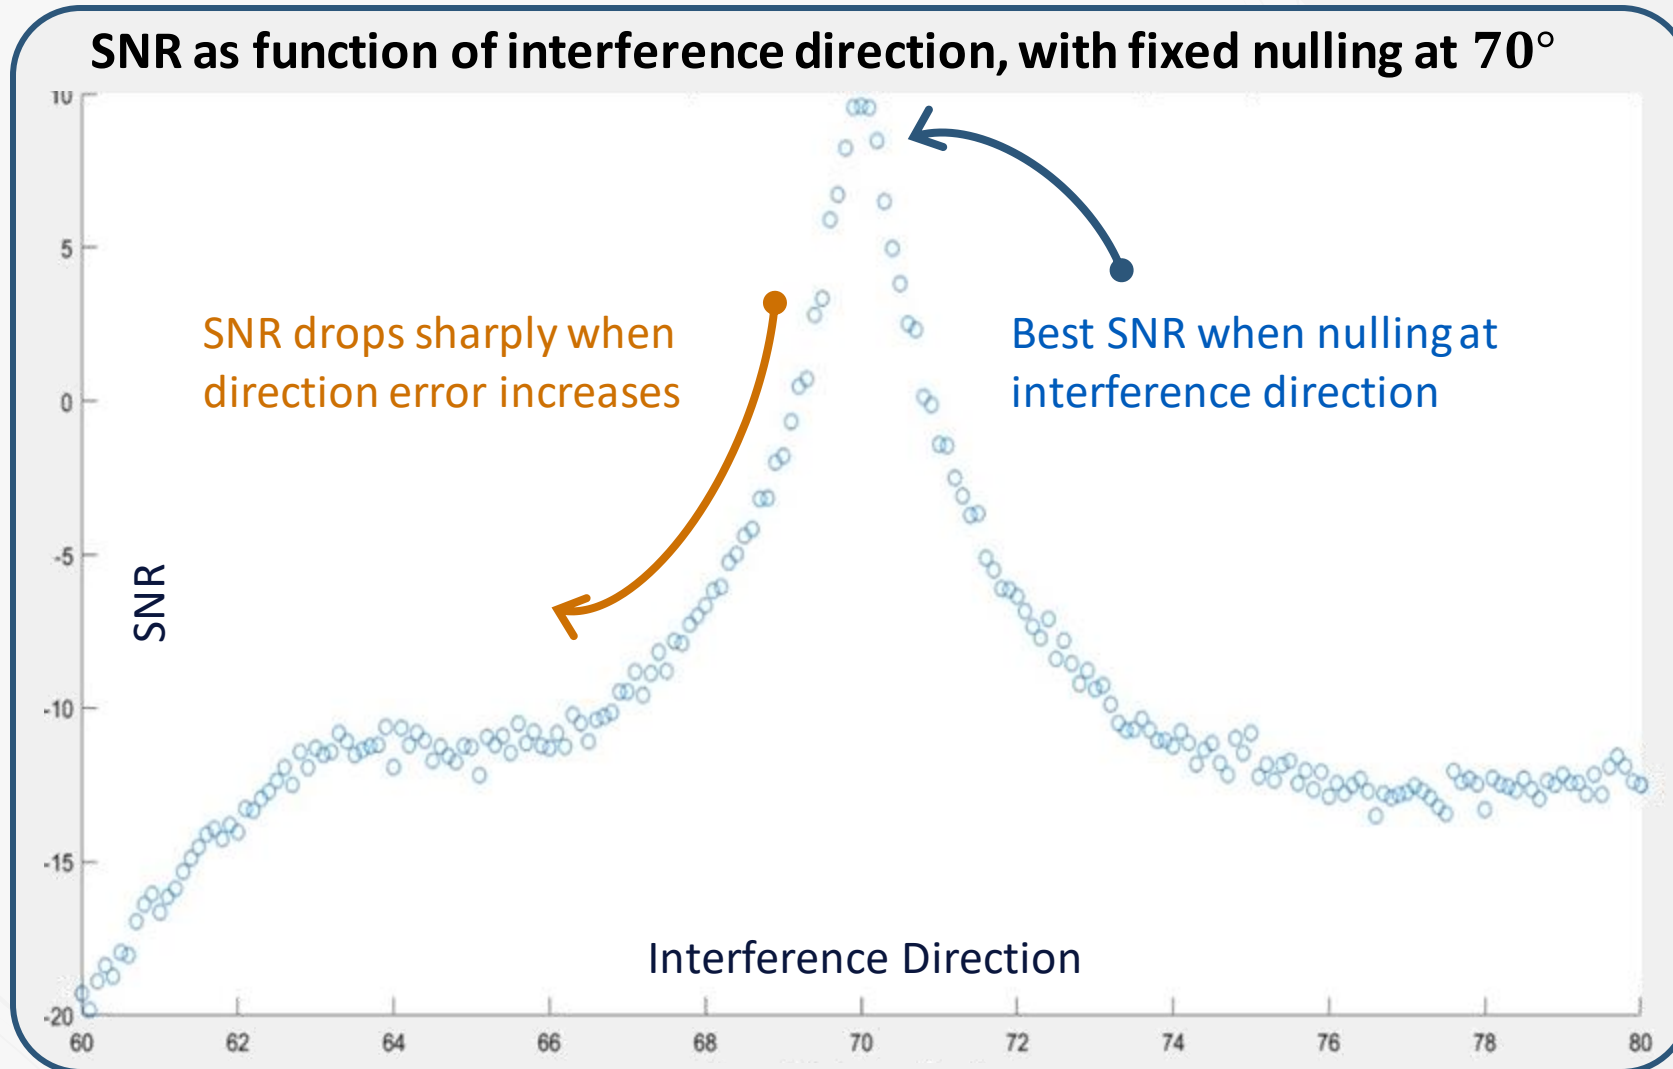 SNR as function of interference direction, with fixed nulling at 70°
10
5
0
-5
-10
-15
-20
SNR
SNR drops sharply when
direction error increases
Best SNR when nulling at
interference direction
Interference Direction
60 62 64 66 68 70 72 74 76 78 80